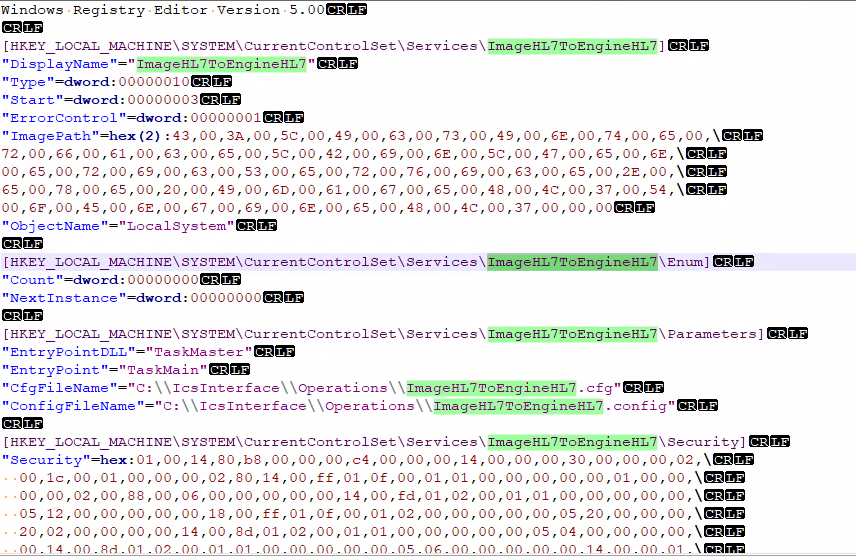 Windows Registry Editor Version 5.00CRLF
CRLF
[HKEY_LOCAL_MACHINE\SYSTEM\CurrentControlSet\Services\ImageHL7ToEngineHL7]CRLF
"DisplayName"="ImageHL7ToEngineHL7"CRLF
"Type"=dword:00000010CRLF
"Start"=dword:00000003CRLF
"ErrorControl"=dword:00000001CRLF
"ImagePath"=hex(2):43,00,3A,00,5C,00,49,00,63,00,73,00,49,00,6E,00,74,00,65,00,\CRLF
72,00,66,00,61,00,63,00,65,00,5C,00,42,00,69,00,6E,00,5C,00,47,00,65,00,6E,\CRLF
00,65,00,72,00,69,00,63,00,53,00,65,00,72,00,76,00,69,00,63,00,65,00,2E,00,\CRLF
65,00,78,00,65,00,20,00,49,00,6D,00,61,00,67,00,65,00,48,00,4C,00,37,00,54,\CRLF
00,6F,00,45,00,6E,00,67,00,69,00,6E,00,65,00,48,00,4C,00,37,00,00,00CRLF
"ObjectName"="LocalSystem"CRLF
CRLF
[HKEY_LOCAL_MACHINE\SYSTEM\CurrentControlSet\Services\ImageHL7ToEngineHL7\Enum]CRLF
"Count"=dword:00000000CRLF
"NextInstance"=dword:00000000CRLF
CRLF
[HKEY_LOCAL_MACHINE\SYSTEM\CurrentControlSet\Services\ImageHL7ToEngineHL7\Parameters]CRLF
"EntryPointDLL"="TaskMaster"CRLF
"EntryPoint"="TaskMain"CRLF
"CfgFileName"="C:\\IcsInterface\\Operations\\ImageHL7ToEngineHL7.cfg"CRLF
"ConfigFileName"="C:\\IcsInterface\\Operations\\ImageHL7ToEngineHL7.config"CRLF
CRLF
[HKEY_LOCAL_MACHINE\SYSTEM\CurrentControlSet\Services\ImageHL7ToEngineHL7\Security]CRLF
"Security"=hex:01,00,14,80,b8,00,00,00,c4,00,00,00,14,00,00,00,30,00,00,00,02,\CRLF
00,1c,00,01,00,00,00,02,80,14,00,ff,01,0f,00,01,01,00,00,00,00,00,01,00,00,\CRLF
00,00,02,00,88,00,06,00,00,00,00,00,14,00,fd,01,02,00,01,01,00,00,00,00,00,\CRLF
05,12,00,00,00,00,00,18,00,ff,01,0f,00,01,02,00,00,00,00,00,05,20,00,00,00,\CRLF
20,02,00,00,00,00,14,00,8d,01,02,00,01,01,00,00,00,00,00,05,04,00,00,00,00,\CRLF
00,14,00,8d,01,02,00,01,01,00,00,00,00,00,05,06,00,00,00,00,00,14,00,00,01,\CRLF